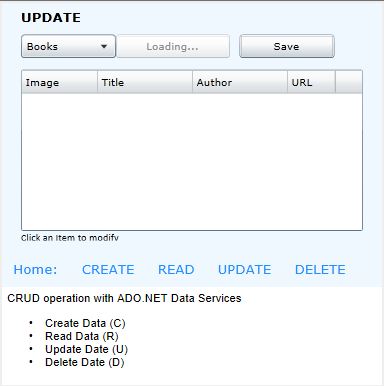 UPDATE
Books Loading... Save
Image Title Author URL
Click an Item to modify
Home: CREATE READ UPDATE DELETE
CRUD operation with ADO.NET Data Services
• Create Data (C)
• Read Data (R)
• Update Date (U)
• Delete Date (D)